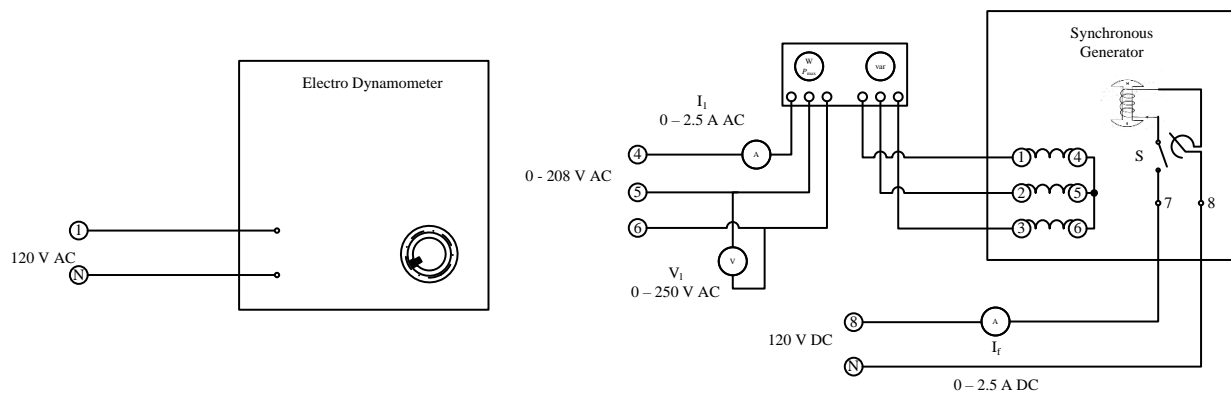 Electro Dynamometer
1
120 V AC
N
I₁
0 – 2.5 A AC
4
A
0 - 208 V AC
5
6
V
V₁
0 – 250 V AC
W
Pmax
var
Synchronous
Generator
N
S
S
1
4
2
5
3
6
7
8
8
A
120 V DC
If
N
0 – 2.5 A DC